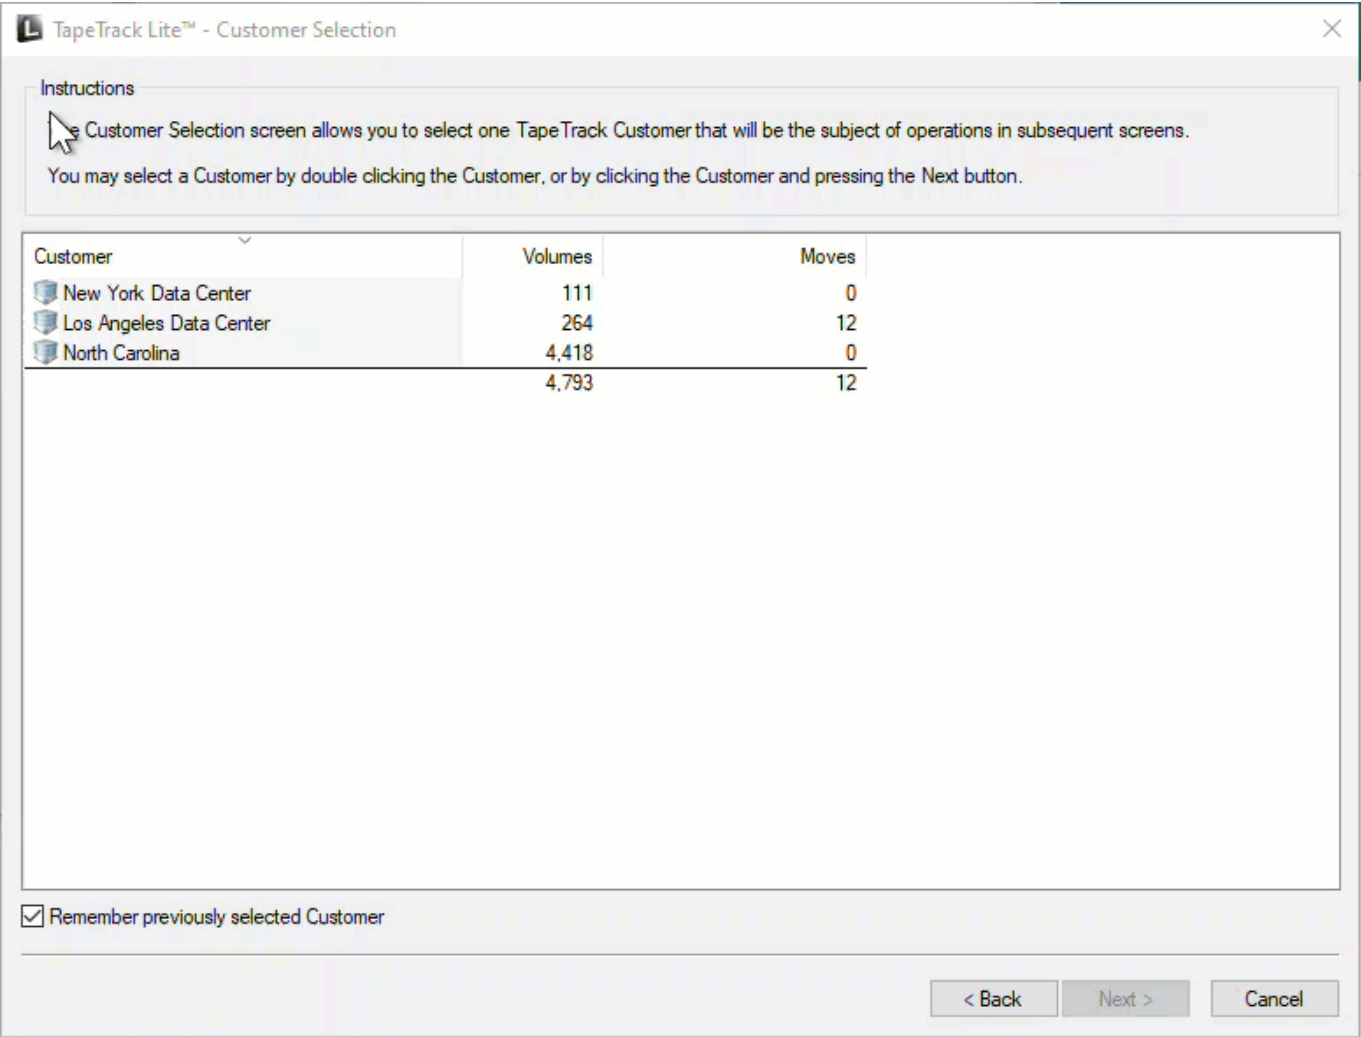 TapeTrack Lite™ - Customer Selection
Instructions
Customer Selection screen allows you to select one TapeTrack Customer that will be the subject of operations in subsequent screens.
You may select a Customer by double clicking the Customer, or by clicking the Customer and pressing the Next button.
Customer Volumes Moves
New York Data Center 111 0
Los Angeles Data Center 264 12
North Carolina 4,418 0
4,793 12
Remember previously selected Customer
< Back Next > Cancel